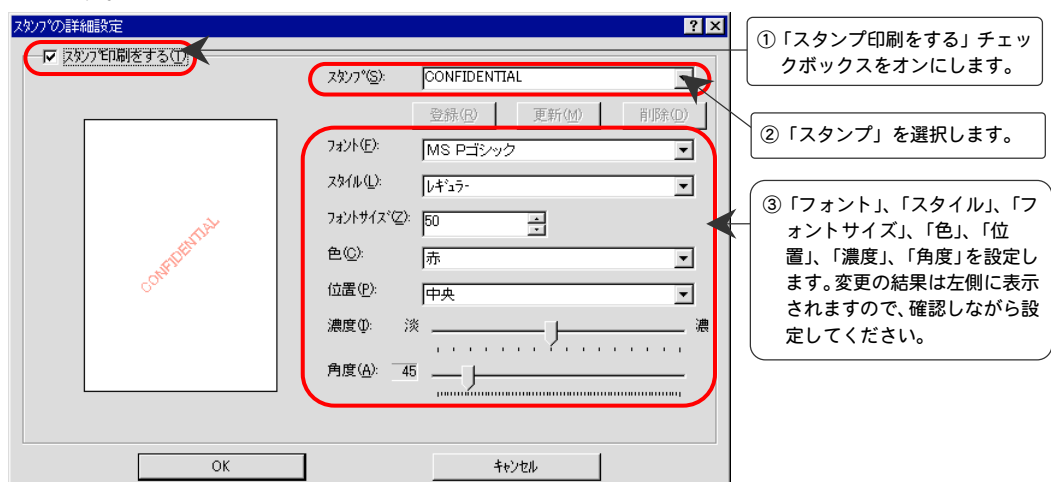 スタンプの詳細設定
スタンプ印刷をする(T)
スタンプ(S):
CONFIDENTIAL
登録(R)
更新(M)
削除(D)
フォント(F):
MS Pゴシック
スタイル(L):
レギュラー
フォントサイズ(Z):
50
色(C):
赤
位置(P):
中央
濃度(I):
淡
濃
角度(A):
45
CONFIDENTIAL
OK
キャンセル
①「スタンプ印刷をする」チェッ
クボックスをオンにします。
②「スタンプ」を選択します。
③「フォント」、「スタイル」、「フ
ォントサイズ」、「色」、「位
置」、「濃度」、「角度」を設定し
ます。変更の結果は左側に表示
されますので、確認しながら設
定してください。